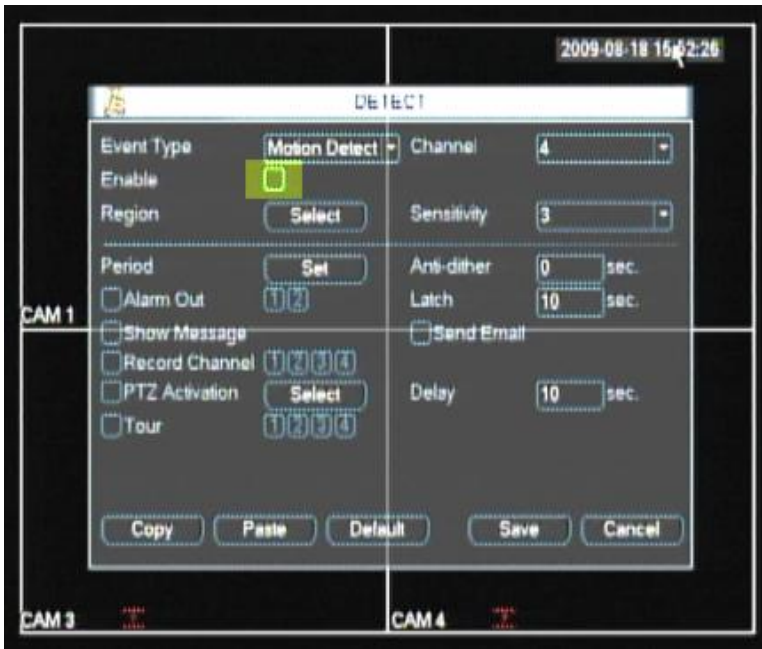 2009-08-18 15:52:26
DETECT
Event Type Motion Detect Channel 4
Enable
Region Select Sensitivity 3
Period Set Anti-dither 0 sec.
Alarm Out 1 2 Latch 10 sec.
CAM 1
Show Message Send Email
Record Channel 1 2 3 4
PTZ Activation Select Delay 10 sec.
Tour 1 2 3 4
Copy Paste Default Save Cancel
CAM 3 CAM 4